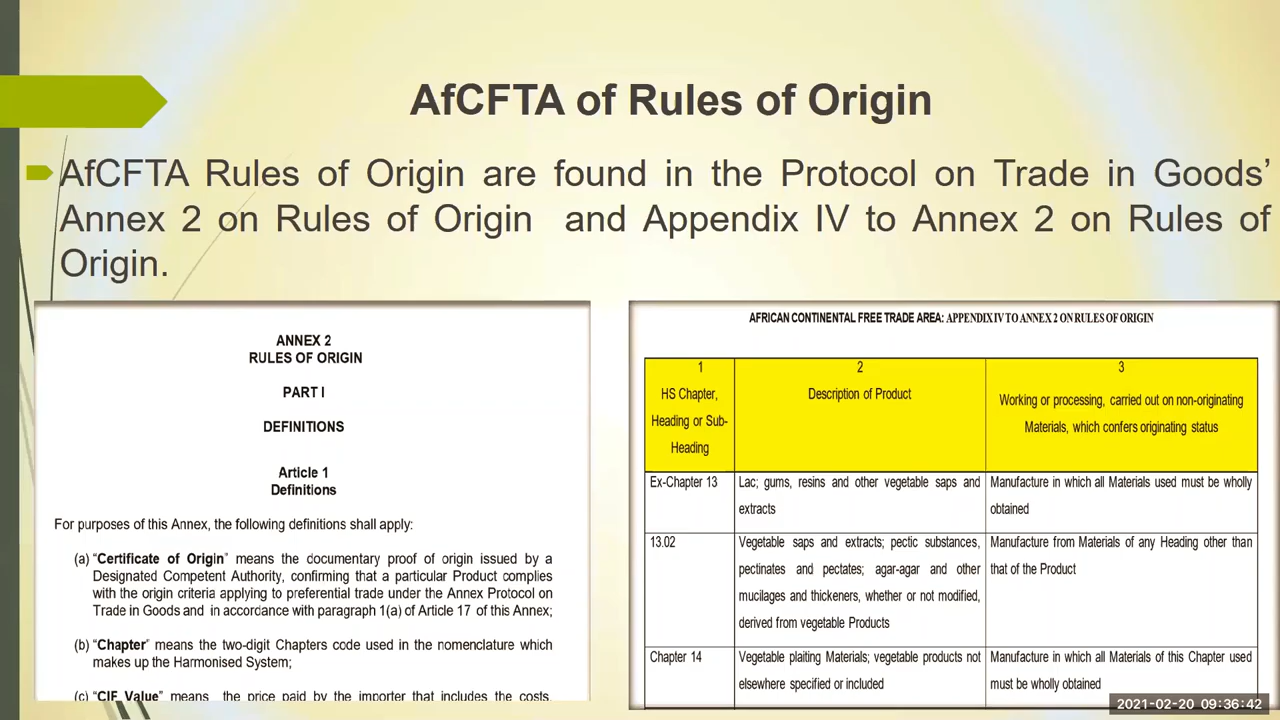 AfCFTA of Rules of Origin
AfCFTA Rules of Origin are found in the Protocol on Trade in Goods’
Annex 2 on Rules of Origin and Appendix IV to Annex 2 on Rules of
Origin.
ANNEX 2
RULES OF ORIGIN
PART I
DEFINITIONS
Article 1
Definitions
For purposes of this Annex, the following definitions shall apply:
(a) “Certificate of Origin” means the documentary proof of origin issued by a
Designated Competent Authority, confirming that a particular Product complies
with the origin criteria applying to preferential trade under the Annex Protocol on
Trade in Goods and in accordance with paragraph 1(a) of Article 17 of this Annex;
(b) “Chapter” means the two-digit Chapters code used in the nomenclature which
makes up the Harmonised System;
(c) “CIF Value” means the price paid by the importer that includes the costs
AFRICAN CONTINENTAL FREE TRADE AREA: APPENDIX IV TO ANNEX 2 ON RULES OF ORIGIN
1
HS Chapter,
Heading or Sub-
Heading
2
Description of Product
3
Working or processing, carried out on non-originating
Materials, which confers originating status
Ex-Chapter 13
Lac; gums, resins and other vegetable saps and
extracts
Manufacture in which all Materials used must be wholly
obtained
13.02
Vegetable saps and extracts; pectic substances,
pectinates and pectates; agar-agar and other
mucilages and thickeners, whether or not modified,
derived from vegetable Products
Manufacture from Materials of any Heading other than
that of the Product
Chapter 14
Vegetable plaiting Materials; vegetable products not
elsewhere specified or included
Manufacture in which all Materials of this Chapter used
must be wholly obtained
2021-02-20 09:36:42